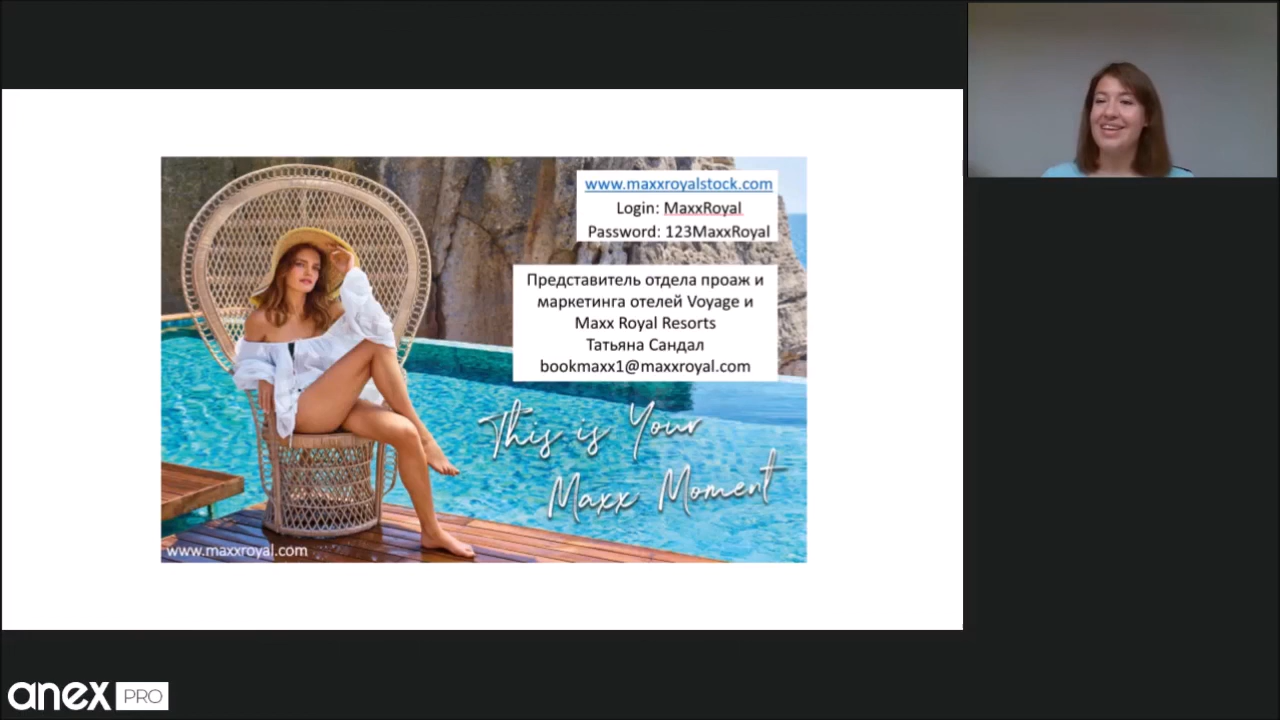 www.maxxroyalstock.com
Login: MaxxRoyal
Password: 123MaxxRoyal
Представитель отдела проаж и
маркетинга отелей Voyage и
Maxx Royal Resorts
Татьяна Сандал
bookmaxx1@maxxroyal.com
This is Your
Maxx Moment
www.maxxroyal.com
anex PRO